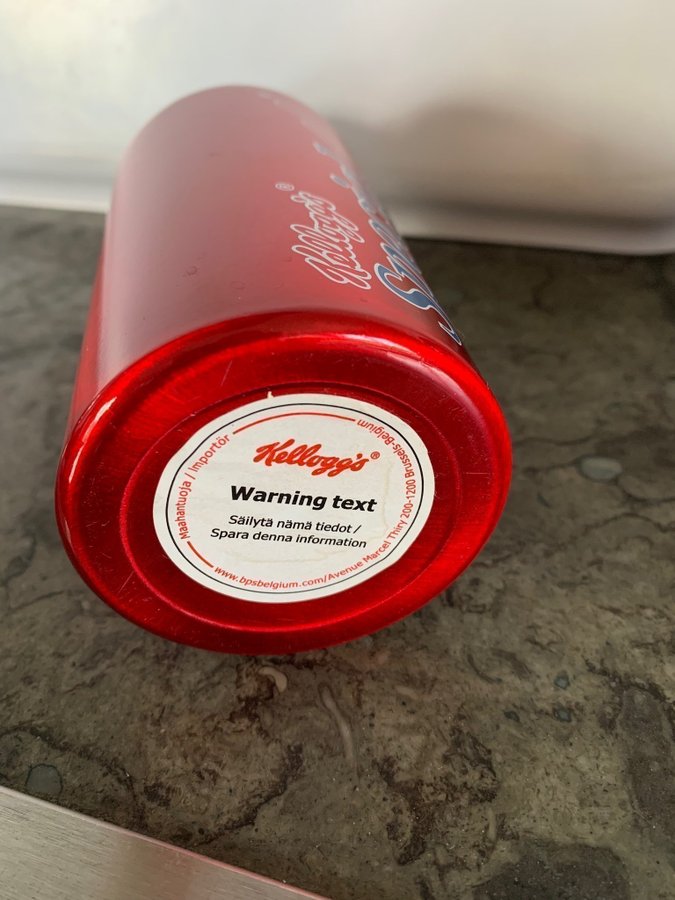 Kellogg's®
Kellogg's®
Warning text
Säilytä nämä tiedot /
Spara denna information
Maahantuoja / Importör
www.bpsbelgium.com/Avenue Marcel Thiry 200-1200 Brussels-Belgium